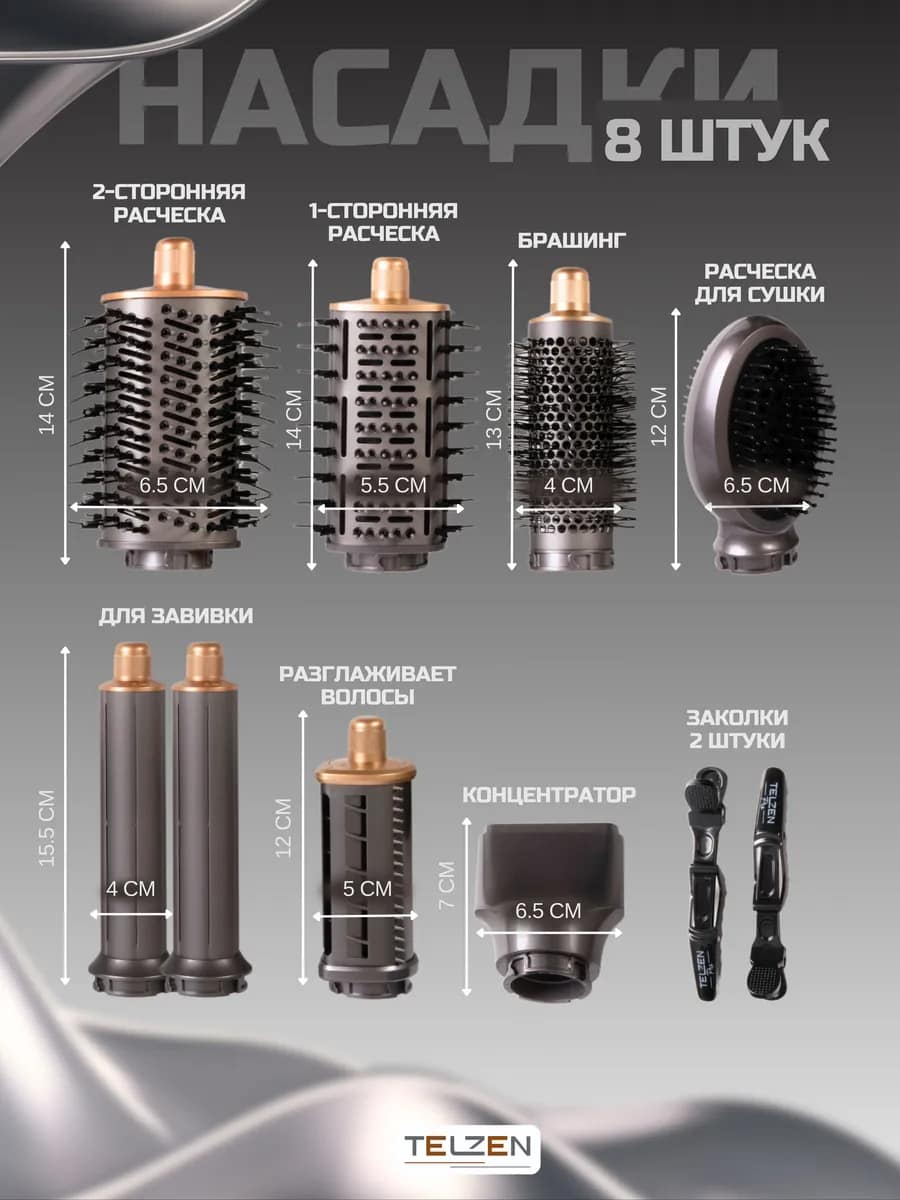 НАСАДКИ
8 ШТУК
2-СТОРОННЯЯ
РАСЧЕСКА
1-СТОРОННЯЯ
РАСЧЕСКА
БРАШИНГ
РАСЧЕСКА
ДЛЯ СУШКИ
14 СМ
6.5 СМ
14 СМ
5.5 СМ
13 СМ
4 СМ
12 СМ
6.5 СМ
ДЛЯ ЗАВИВКИ
15.5 СМ
4 СМ
РАЗГЛАЖИВАЕТ
ВОЛОСЫ
12 СМ
5 СМ
КОНЦЕНТРАТОР
7 СМ
6.5 СМ
ЗАКОЛКИ
2 ШТУКИ
TELZEN
TELZEN
TELZEN